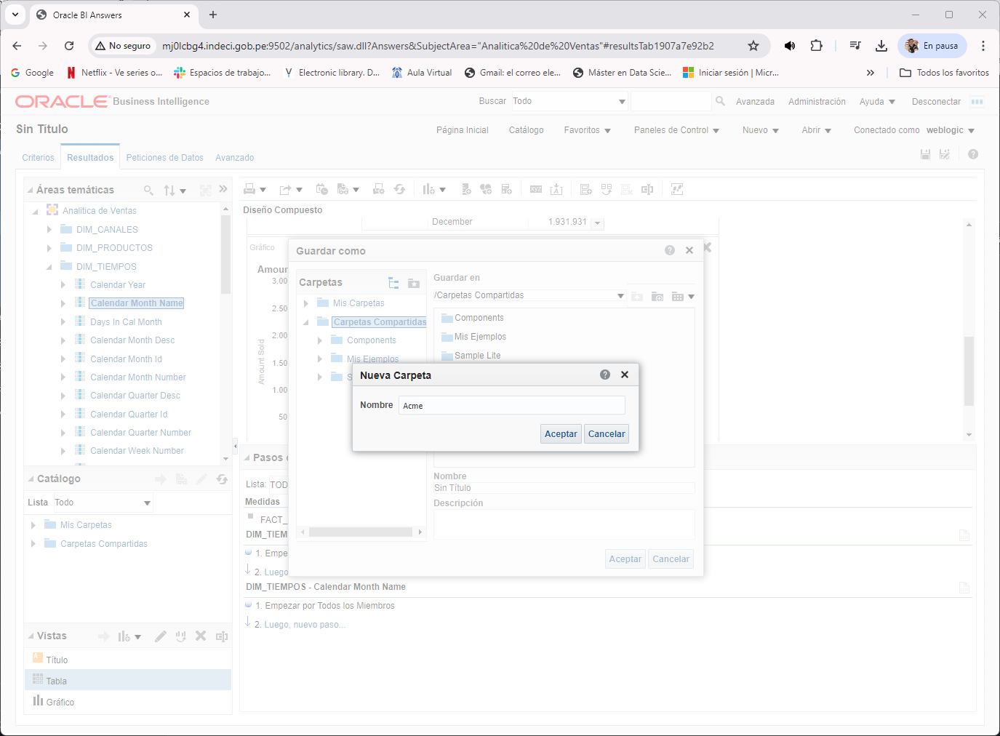 Oracle BI Answers
No seguro
mj0lcbg4.indeci.gob.pe:9502/analytics/saw.dll?Answers&SubjectArea="Analitica%20de%20Ventas"#resultsTab1907a7e92b2
En pausa
Google
Netflix - Ve series o...
Espacios de trabajo...
Electronic library. D...
Aula Virtual
Gmail: el correo ele...
Máster en Data Scie...
Iniciar sesión | Micr...
Todos los favoritos
ORACLE Business Intelligence
Buscar Todo
Avanzada
Administración
Ayuda
Desconectar
Sin Título
Página Inicial
Catálogo
Favoritos
Paneles de Control
Nuevo
Abrir
Conectado como weblogic
Criterios
Resultados
Peticiones de Datos
Avanzado
Áreas temáticas
Analitica de Ventas
DIM_CANALES
DIM_PRODUCTOS
DIM_TIEMPOS
Calendar Year
Calendar Month Name
Days In Cal Month
Calendar Month Desc
Calendar Month Id
Calendar Month Number
Calendar Quarter Desc
Calendar Quarter Id
Calendar Quarter Number
Calendar Week Number
Catálogo
Lista Todo
Mis Carpetas
Carpetas Compartidas
Vistas
Título
Tabla
Gráfico
Diseño Compuesto
December 1.931.931
Gráfico
Amoun
3.00
2.50
2.00
1.50
1.00
50
Amount Sold
Guardar como
Carpetas
Mis Carpetas
Carpetas Compartidas
Components
Mis Ejemplos
S
Guardar en
/Carpetas Compartidas
Components
Mis Ejemplos
Sample Lite
Nueva Carpeta
Nombre Acme
Aceptar Cancelar
Nombre
Sin Título
Descripción
Aceptar Cancelar
Pasos
Lista: TOD
Medidas
FACT_
DIM_TIEM
1. Empe
2. Luego
DIM_TIEMPOS - Calendar Month Name
1. Empezar por Todos los Miembros
2. Luego, nuevo paso...